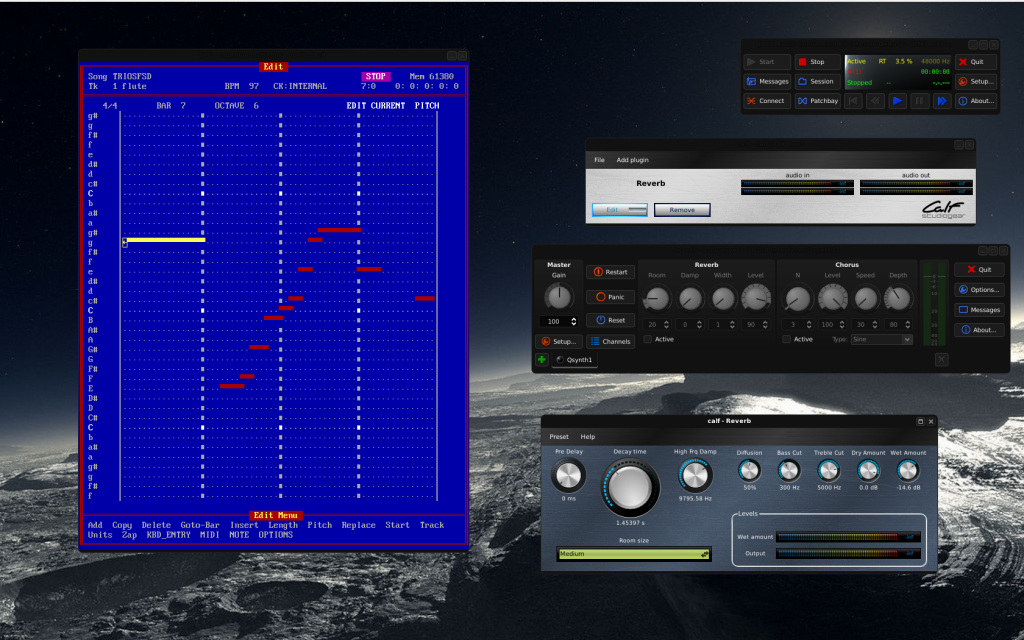 Edit
Song TRIOSFSD STOP Mem 61380
Tk 1 flute BPM 97 CK:INTERNAL 7:0 0: 0: 0: 0: 0
4/4 BAR 7 OCTAVE 6 EDIT CURRENT PITCH
g#
g
f#
f
e
d#
d
c#
C
b
a#
a
g#
g
f#
f
e
d#
d
c#
C
B
A#
A
G#
G
F#
F
E
D#
D
C#
C
b
a#
a
g#
g
f#
f
Edit Menu
Add Copy Delete Goto-Bar Insert Length Pitch Replace Start Track
Units Zap KBD_ENTRY MIDI NOTE OPTIONS
Start Stop Active RT 3.5 % 48000 Hz Quit
Messages Session 00:00:00 Setup...
Stopped -- -.-.---
Connect Patchbay About...
File Add plugin
Reverb audio in audio out
Edit Remove
Calf
studiogear
Master Reverb Chorus
Gain Restart Room Damp Width Level N Level Speed Depth Quit
Panic Options...
100 Reset 20 0 1 90 3 100 30 80 Messages
Setup... Channels Active Active Type: Sine About...
Qsynth1
calf - Reverb
Preset Help
Pre Delay Decay time High Frq Damp Diffusion Bass Cut Treble Cut Dry Amount Wet Amount
0 ms 9795.58 Hz 50% 300 Hz 5000 Hz 0.0 dB -14.6 dB
1.45397 s
Levels
Room size Wet amount
Medium Output